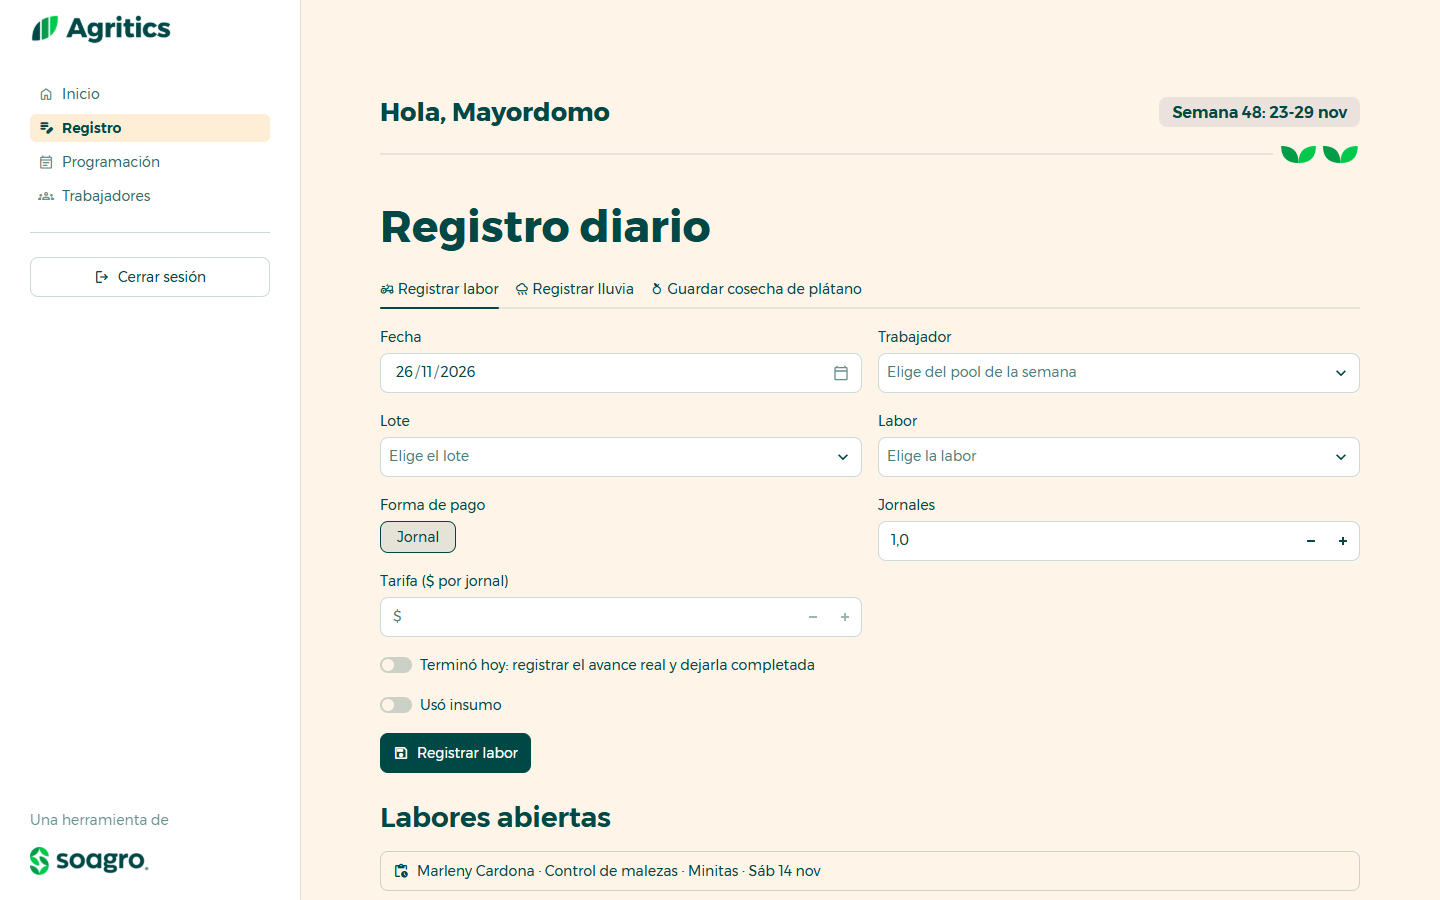 Agritics
Inicio
Registro
Programación
Trabajadores
Cerrar sesión
Una herramienta de
soagro.
Hola, Mayordomo
Semana 48: 23-29 nov
Registro diario
Registrar labor
Registrar lluvia
Guardar cosecha de plátano
Fecha
26/11/2026
Trabajador
Elige del pool de la semana
Lote
Elige el lote
Labor
Elige la labor
Forma de pago
Jornal
Jornales
1,0
Tarifa ($ por jornal)
$
Terminó hoy: registrar el avance real y dejarla completada
Usó insumo
Registrar labor
Labores abiertas
Marleny Cardona · Control de malezas · Minitas · Sáb 14 nov